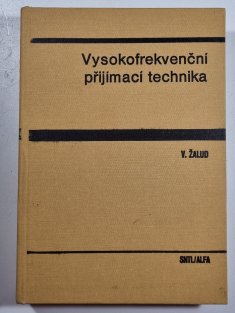 Vysokofrekvenční
přijímací technika
V. ŽALUD
SNTL/ALFA